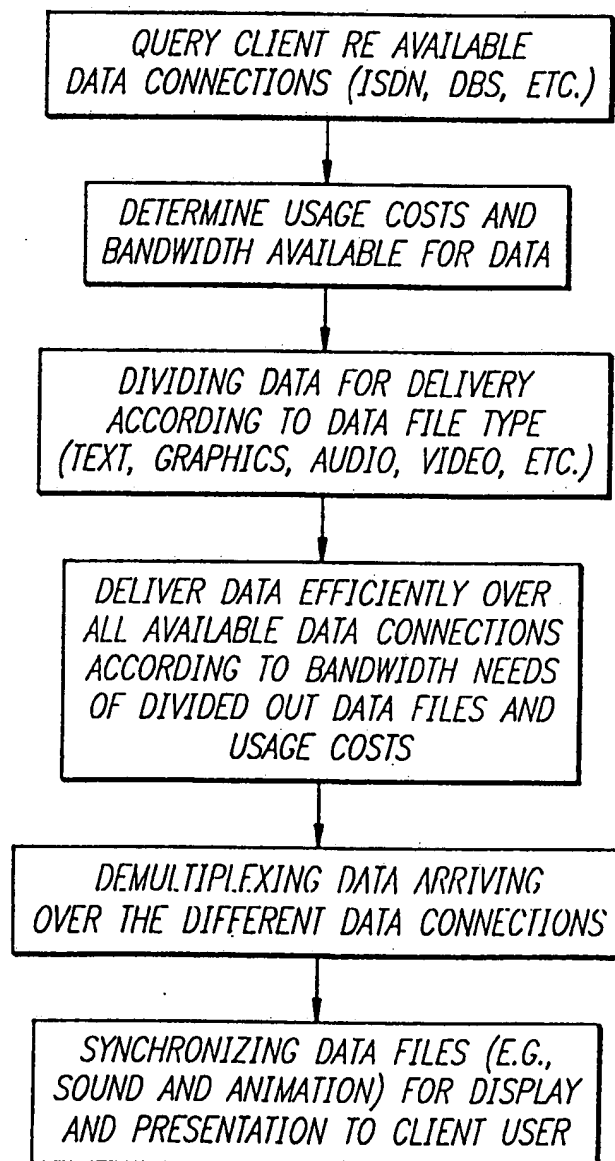 QUERY CLIENT RE AVAILABLE
DATA CONNECTIONS (ISDN, DBS, ETC.)
DETERMINE USAGE COSTS AND
BANDWIDTH AVAILABLE FOR DATA
DIVIDING DATA FOR DELIVERY
ACCORDING TO DATA FILE TYPE
(TEXT, GRAPHICS, AUDIO, VIDEO, ETC.)
DELIVER DATA EFFICIENTLY OVER
ALL AVAILABLE DATA CONNECTIONS
ACCORDING TO BANDWIDTH NEEDS
OF DIVIDED OUT DATA FILES AND
USAGE COSTS
DEMULTIPLEXING DATA ARRIVING
OVER THE DIFFERENT DATA CONNECTIONS
SYNCHRONIZING DATA FILES (E.G.,
SOUND AND ANIMATION) FOR DISPLAY
AND PRESENTATION TO CLIENT USER